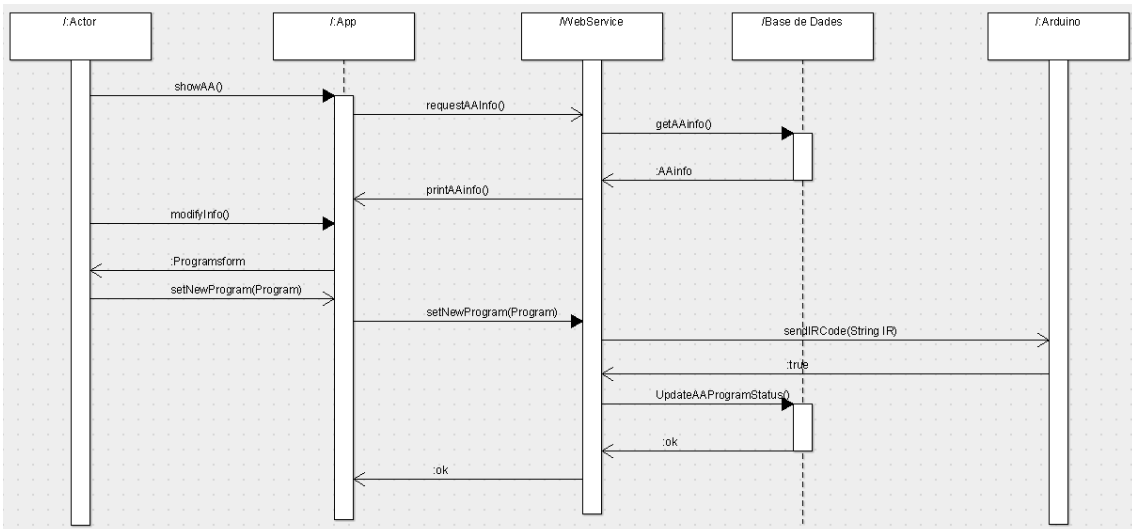 /:Actor
/:App
/WebService
/Base de Dades
/:Arduino
showAA()
requestAAInfo()
getAAinfo()
:AAinfo
printAAinfo()
modifyInfo()
:Programsform
setNewProgram(Program)
setNewProgram(Program)
sendIRCode(String IR)
:true
UpdateAAProgramStatus()
:ok
:ok